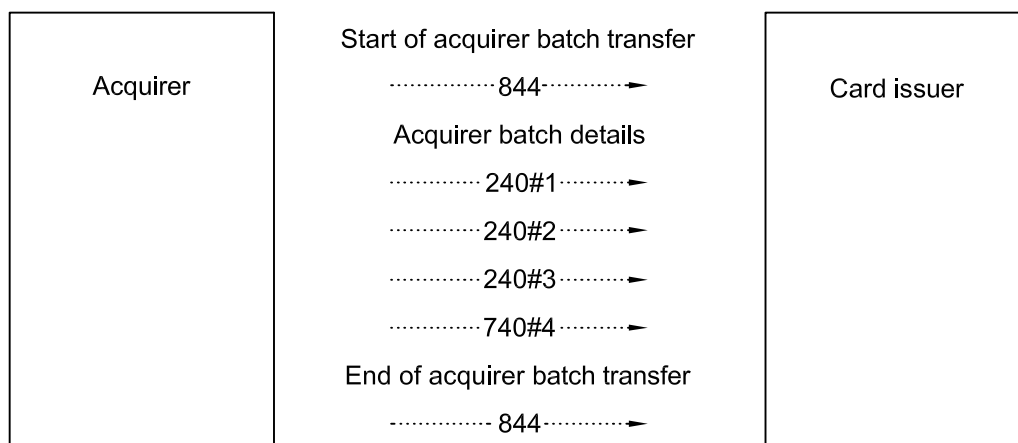 Start of acquirer batch transfer
Acquirer
844
Card issuer
Acquirer batch details
240#1
240#2
240#3
740#4
End of acquirer batch transfer
844